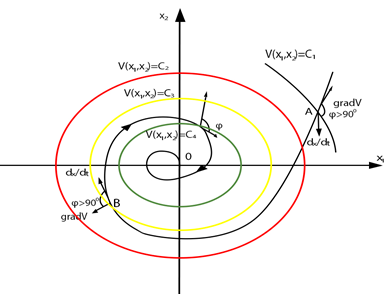 x₂
V(x₁,x₂)=C₁
V(x₁,x₂)=C₂
V(x₁,x₂)=C₃
gradV
A
φ>90°
φ
V(x₁,x₂)=C₄
dₓ/dt
0
x₁
dₓ/dt
φ>90°
B
gradV